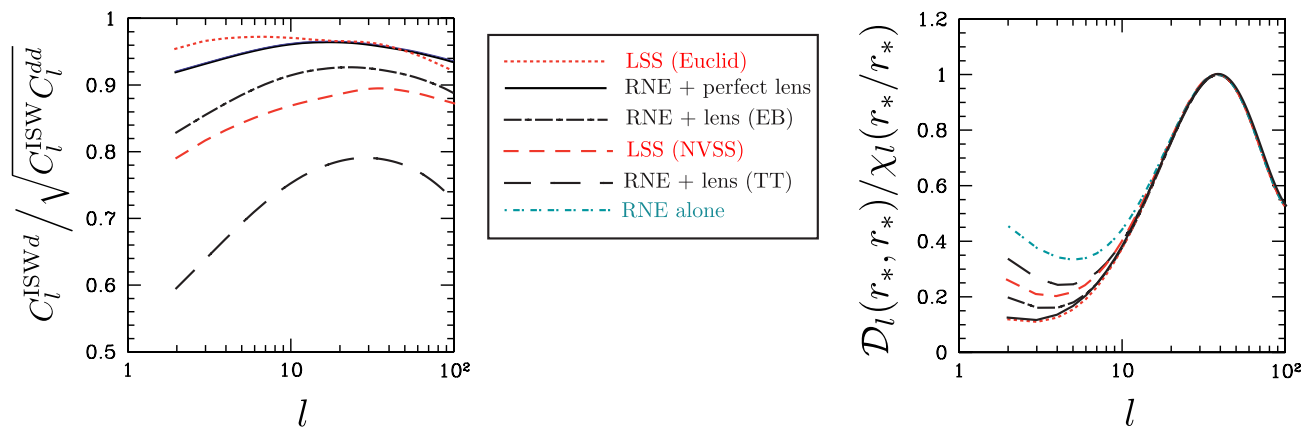 C_l^{ISWd} / \sqrt{C_l^{ISW} C_l^{dd}}
1
0.9
0.8
0.7
0.6
0.5
1
10
10²
l
LSS (Euclid)
RNE + perfect lens
RNE + lens (EB)
LSS (NVSS)
RNE + lens (TT)
RNE alone
D_l(r_*, r_*)/χ_l(r_*/r_*)
1.2
1
0.8
0.6
0.4
0.2
0
1
10
10²
l